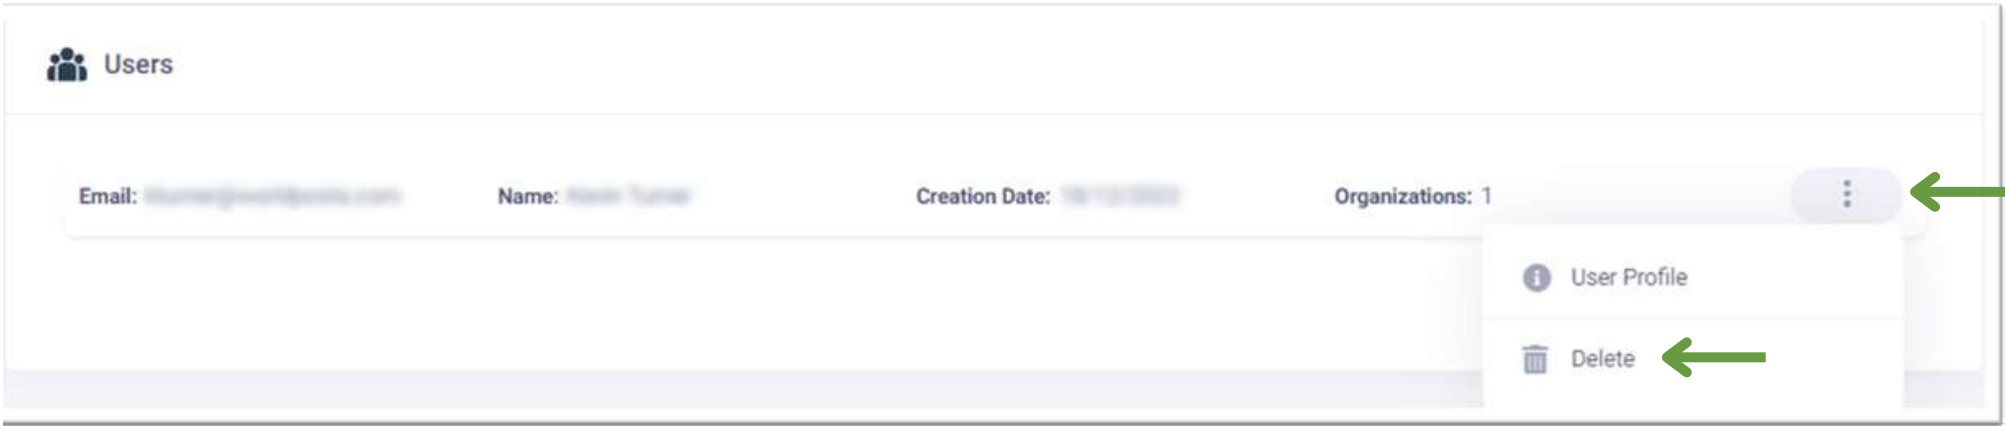 Users
Email: Name: Creation Date: Organizations: 1
User Profile
Delete